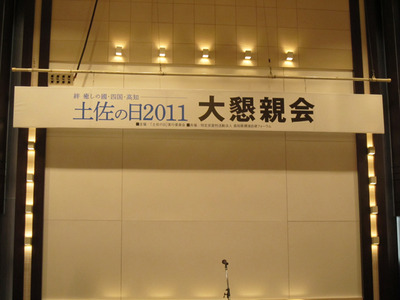 絆 癒しの國・四国・高知
土佐の日2011 大懇親会